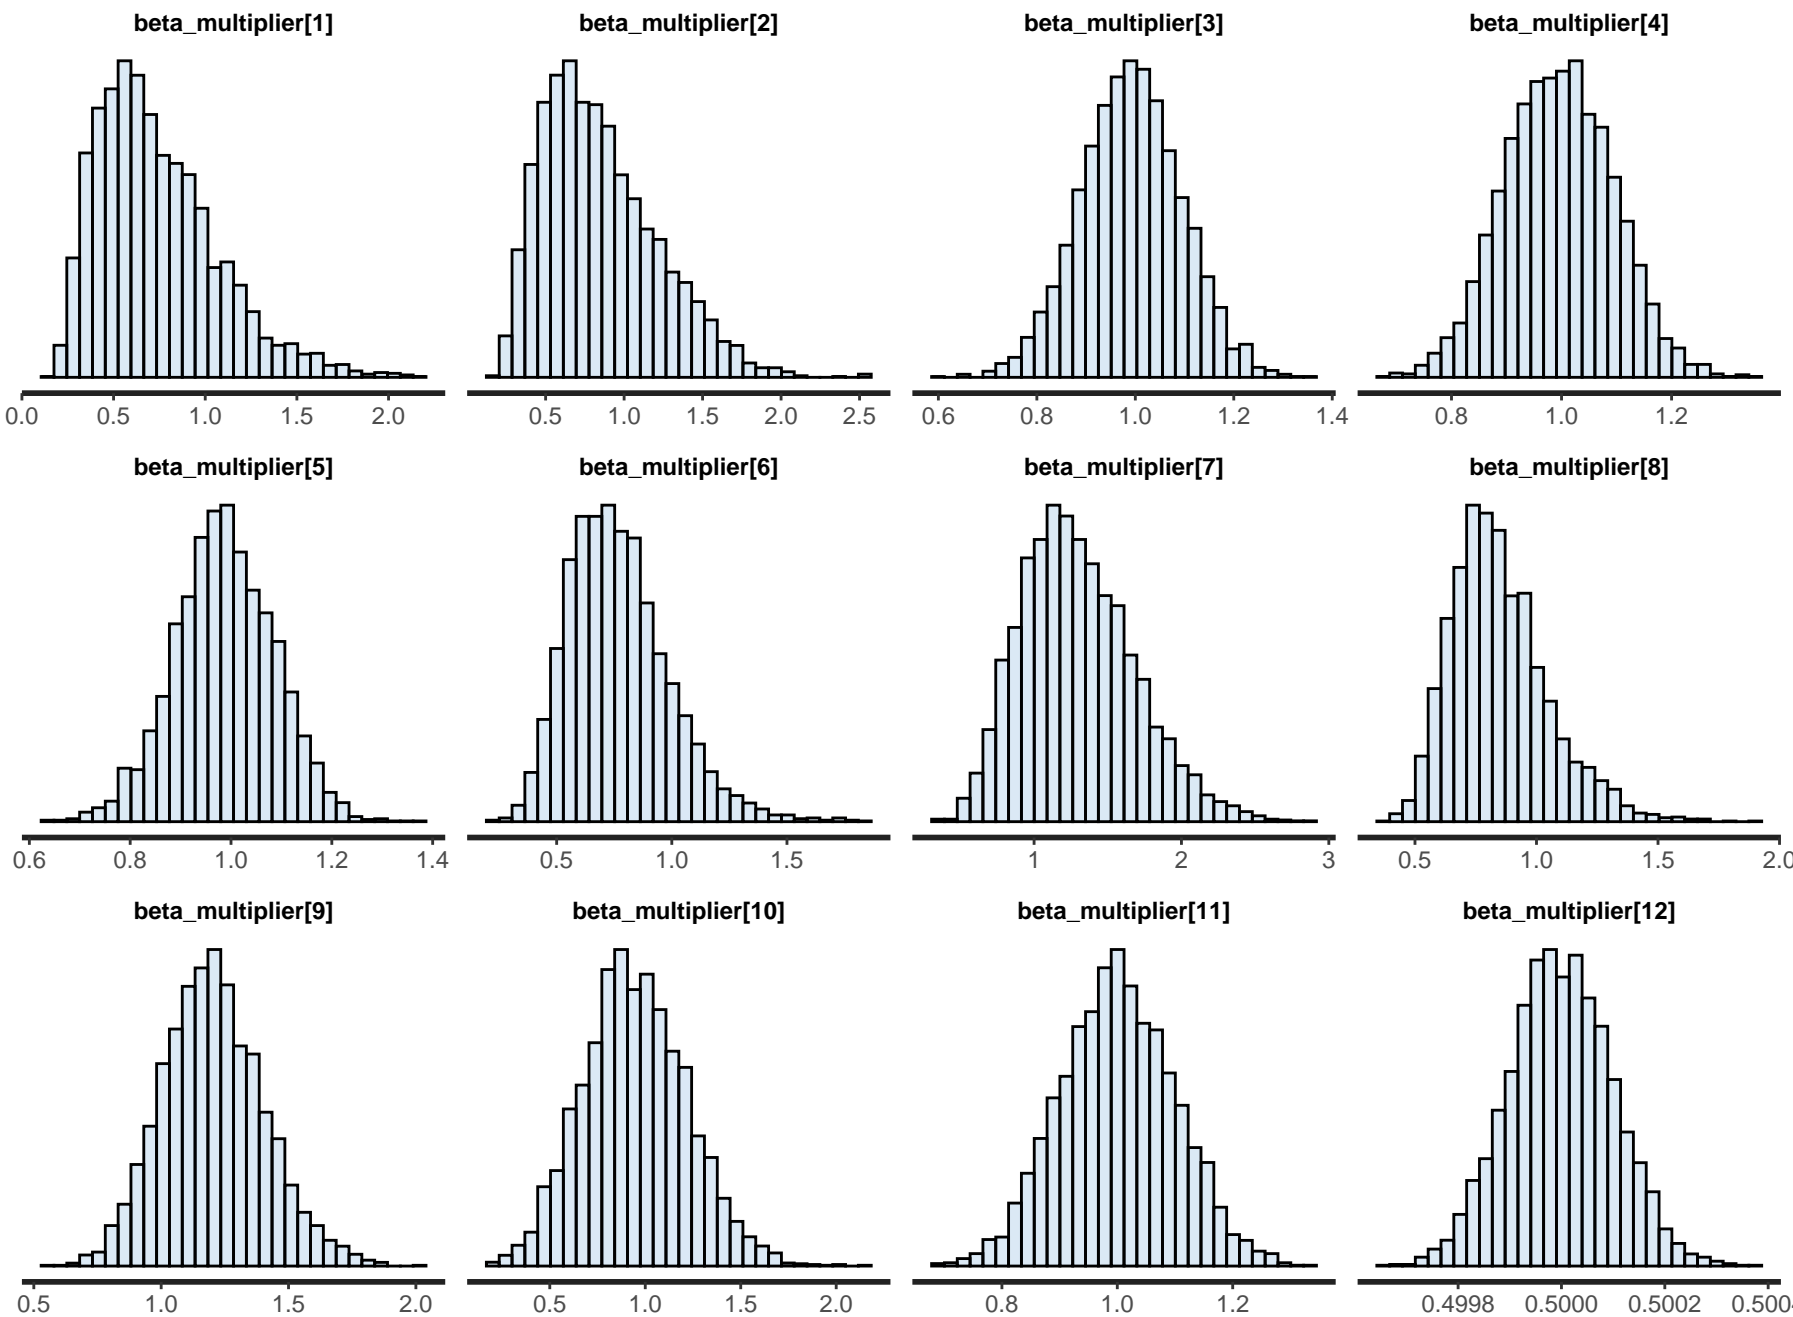 beta_multiplier[1] beta_multiplier[2] beta_multiplier[3] beta_multiplier[4]
0.0 0.5 1.0 1.5 2.0 0.5 1.0 1.5 2.0 2.5 0.6 0.8 1.0 1.2 1.4 0.8 1.0 1.2
beta_multiplier[5] beta_multiplier[6] beta_multiplier[7] beta_multiplier[8]
0.6 0.8 1.0 1.2 1.4 0.5 1.0 1.5 1 2 3 0.5 1.0 1.5 2.0
beta_multiplier[9] beta_multiplier[10] beta_multiplier[11] beta_multiplier[12]
0.5 1.0 1.5 2.0 0.5 1.0 1.5 2.0 0.8 1.0 1.2 0.4998 0.5000 0.5002